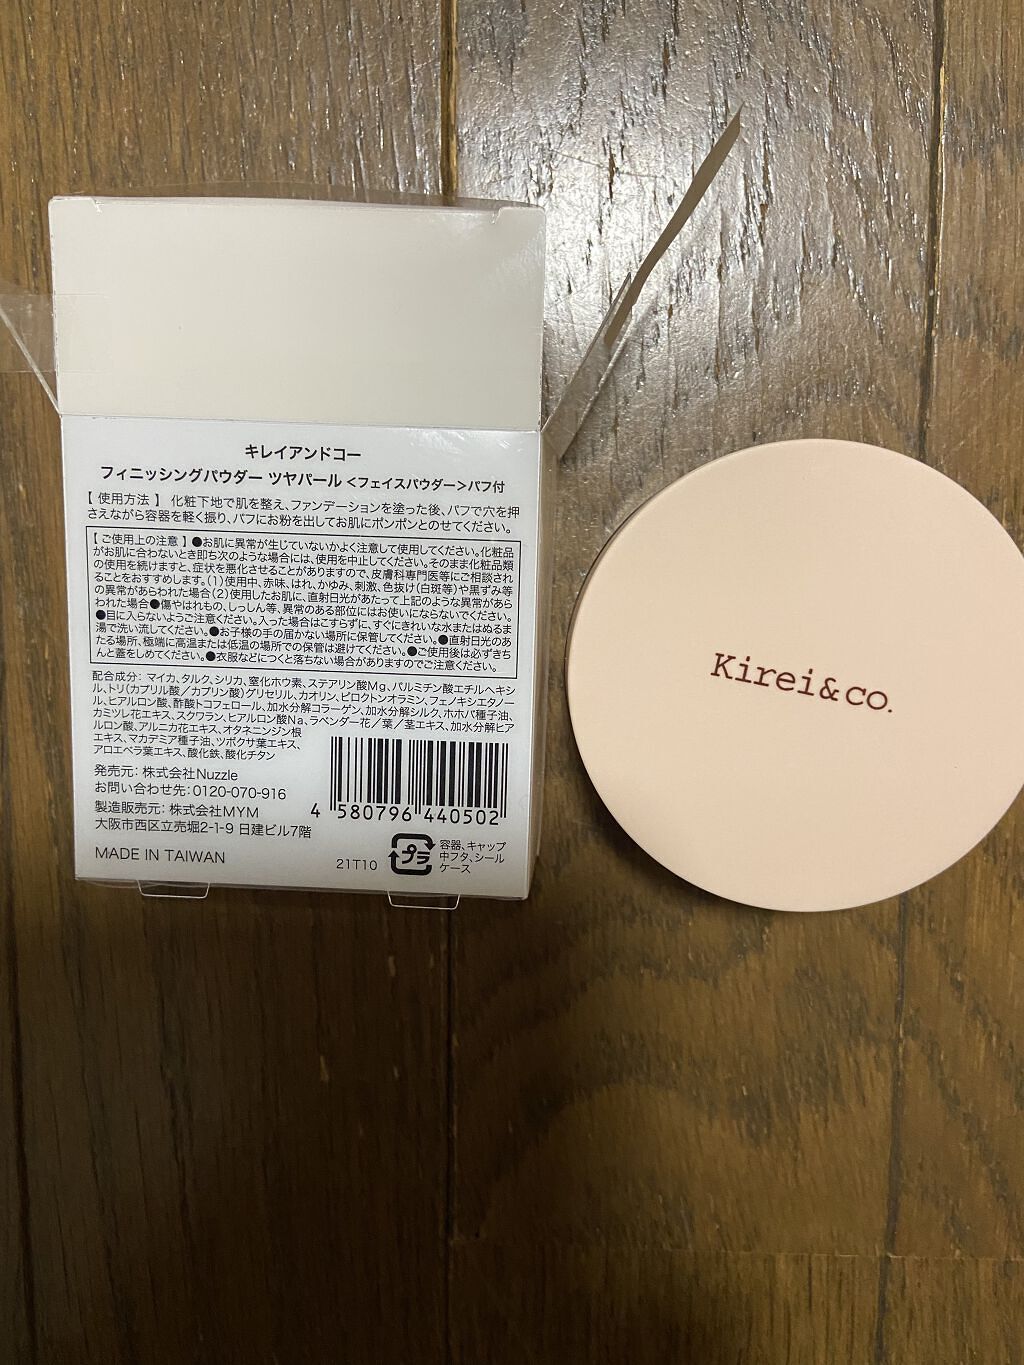 キレイアンドコー
フィニッシングパウダー ツヤパール <フェイスパウダー>パフ付
【 使用方法 】 化粧下地で肌を整え、ファンデーションを塗った後、パフで穴を押
さえながら容器を軽く振り、パフにお粉を出してお肌にポンポンとのせてください。
【 ご使用上の注意 】●お肌に異常が生じていないかよく注意して使用してください。化粧品
がお肌に合わないとき即ち次のような場合には、使用を中止してください。そのまま化粧品類
の使用を続けますと、症状を悪化させることがありますので、皮膚科専門医等にご相談され
ることをおすすめします。(1)使用中、赤味、はれ、かゆみ、刺激、色抜け(白斑等)や黒ずみ等
の異常があらわれた場合(2)使用したお肌に、直射日光があたって上記のような異常があら
われた場合●傷やはれもの、しっしん等、異常のある部位にはお使いにならないでください。
●目に入らないようご注意ください。入った場合はこすらずに、すぐにきれいな水またはぬるま
湯で洗い流してください。●お子様の手の届かない場所に保管してください。●直射日光のあ
たる場所、極端に高温または低温の場所での保管は避けてください。●ご使用後は必ずきち
んと蓋をしめてください。●衣服などにつくと落ちない場合がありますのでご注意ください。
配合成分: マイカ、タルク、シリカ、窒化ホウ素、ステアリン酸Mg、パルミチン酸エチルヘキシ
ル、トリ(カプリル酸/カプリン酸)グリセリル、カオリン、ピロクトンオラミン、フェノキシエタノー
ル、ヒアルロン酸、酢酸トコフェロール、加水分解コラーゲン、加水分解シルク、ホホバ種子油、
カミツレ花エキス、スクワラン、ヒアルロン酸Na、ラベンダー花/葉/茎エキス、加水分解ヒア
ルロン酸、アルニカ花エキス、オタネニンジン根
エキス、マカデミア種子油、ツボクサ葉エキス、
アロエベラ葉エキス、酸化鉄、酸化チタン
発売元: 株式会社Nuzzle
お問い合わせ先: 0120-070-916
製造販売元: 株式会社MYM
大阪市西区立売堀2-1-9 日建ビル7階
MADE IN TAIWAN
4 580796 440502
21T10
プラ
容器、キャップ
中フタ、シール
ケース
Kirei&co.